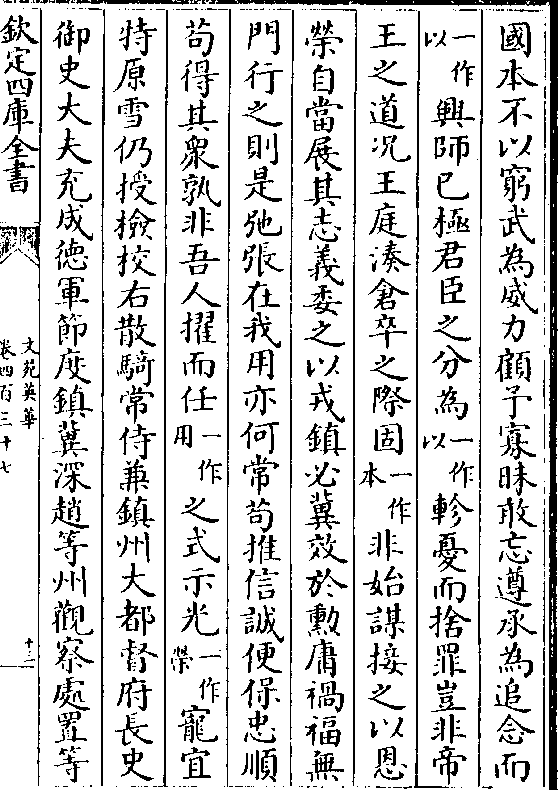 國本不以窮武為威力顧予寡昧敢忘遵承為追念而
一作以興師已極君臣之分為一作以軫憂而捨罪豈非帝
王之道况王庭湊倉卒之際固一作本非始謀接之以恩
榮自當展其志義委之以戎鎮必冀效於勲庸禍福無
門行之則是弛張在我用亦何常苟推信誠便保忠順
苟得其衆孰非吾人擢而任一作用之式示光一作榮寵宜
特原雪仍授撿挍右散騎常侍兼鎮州大都督府長史
御史大夫充成德軍節度鎮冀深趙等州觀察處置等
欽定四庫全書
文苑英華
卷四百三十七
十二